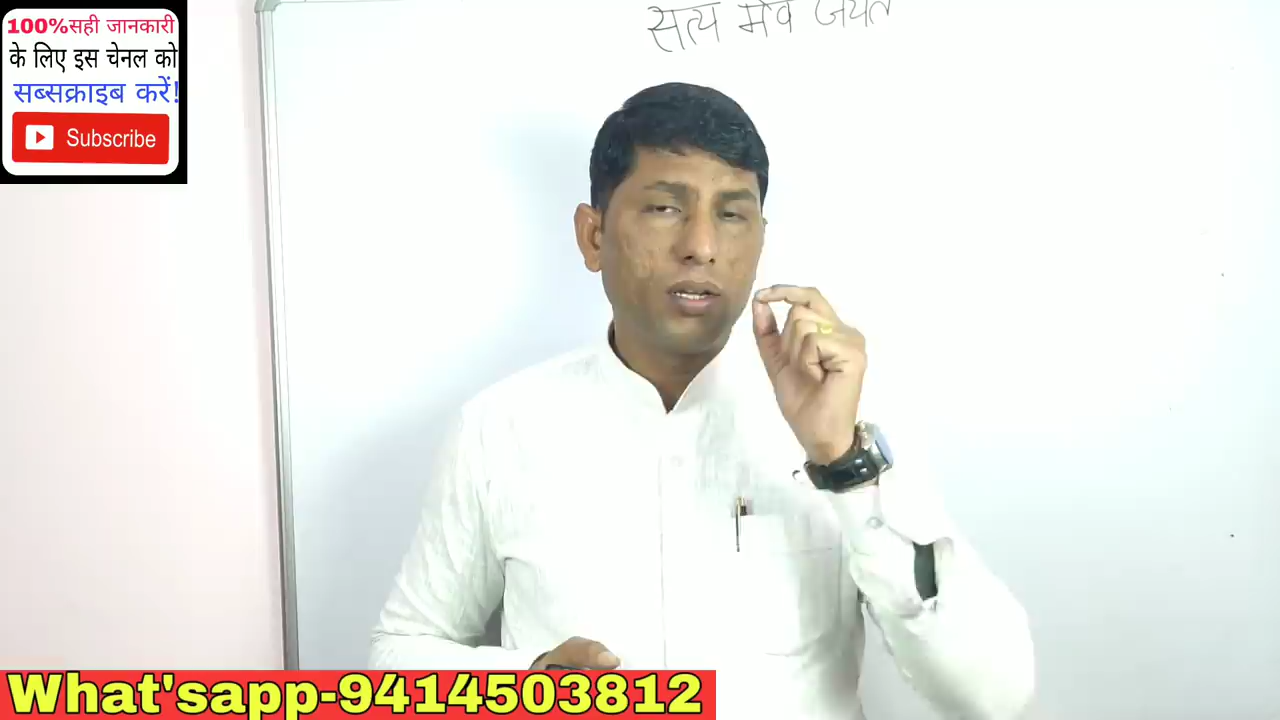 100%सही जानकारी
के लिए इस चेनल को
सब्सक्राइब करें!
Subscribe
सत्य मेव जयते
What'sapp-9414503812